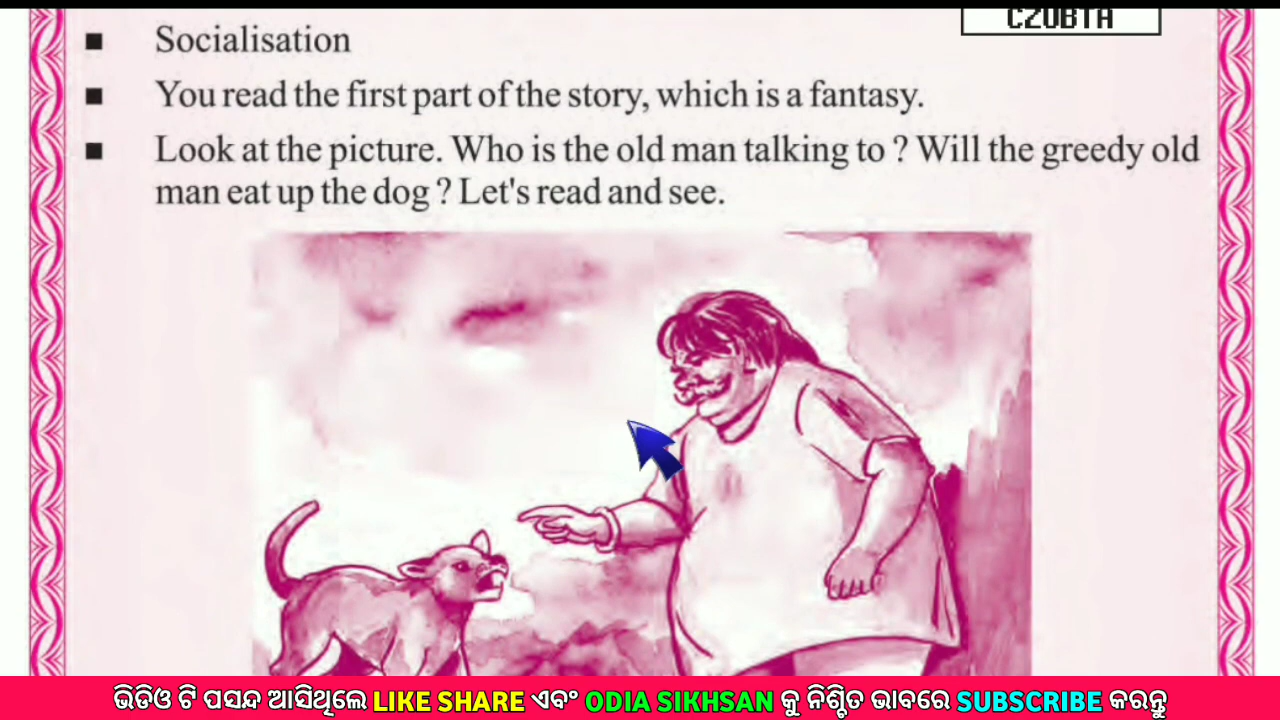 CZUBTA
■ Socialisation
■ You read the first part of the story, which is a fantasy.
■ Look at the picture. Who is the old man talking to ? Will the greedy old
man eat up the dog ? Let's read and see.
ଭିଡିଓ ଟି ପସନ୍ଦ ଆସିଥିଲେ LIKE SHARE ଏବଂ ODIA SIKHSAN କୁ ନିଶ୍ଚିତ ଭାବରେ SUBSCRIBE କରନ୍ତୁ